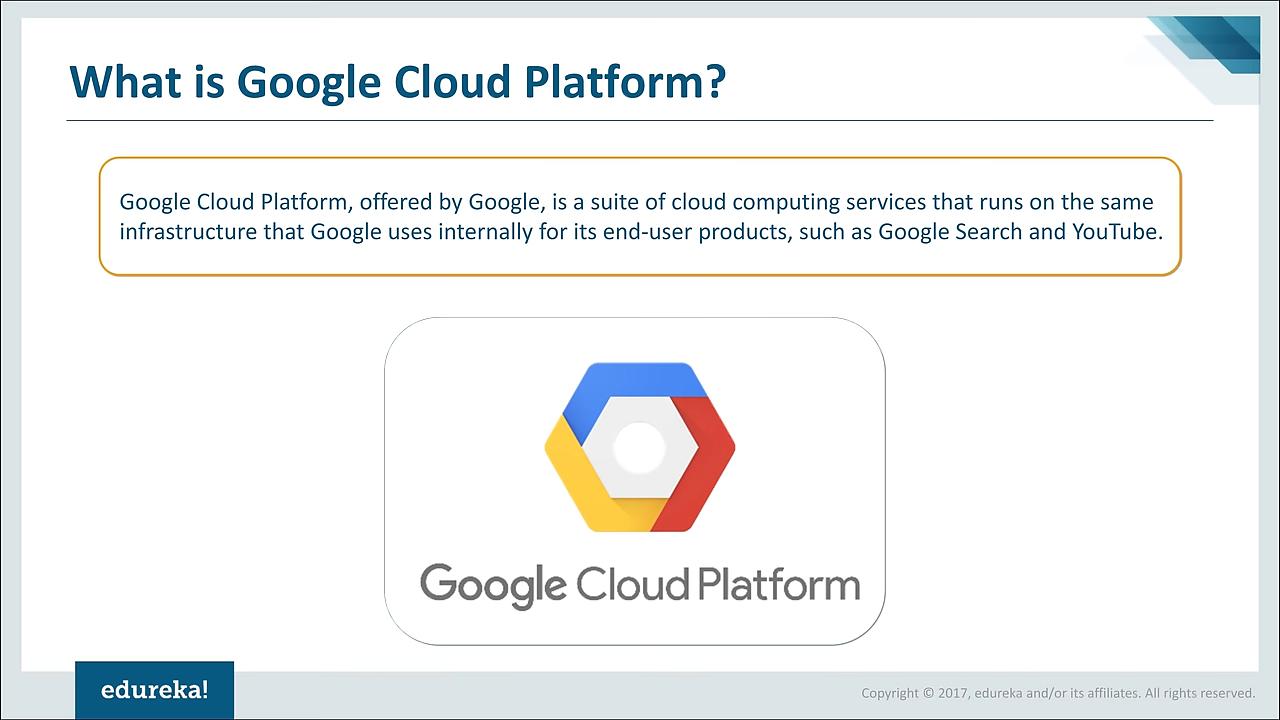 What is Google Cloud Platform?
Google Cloud Platform, offered by Google, is a suite of cloud computing services that runs on the same
infrastructure that Google uses internally for its end-user products, such as Google Search and YouTube.
Google Cloud Platform
edureka!
Copyright © 2017, edureka and/or its affiliates. All rights reserved.